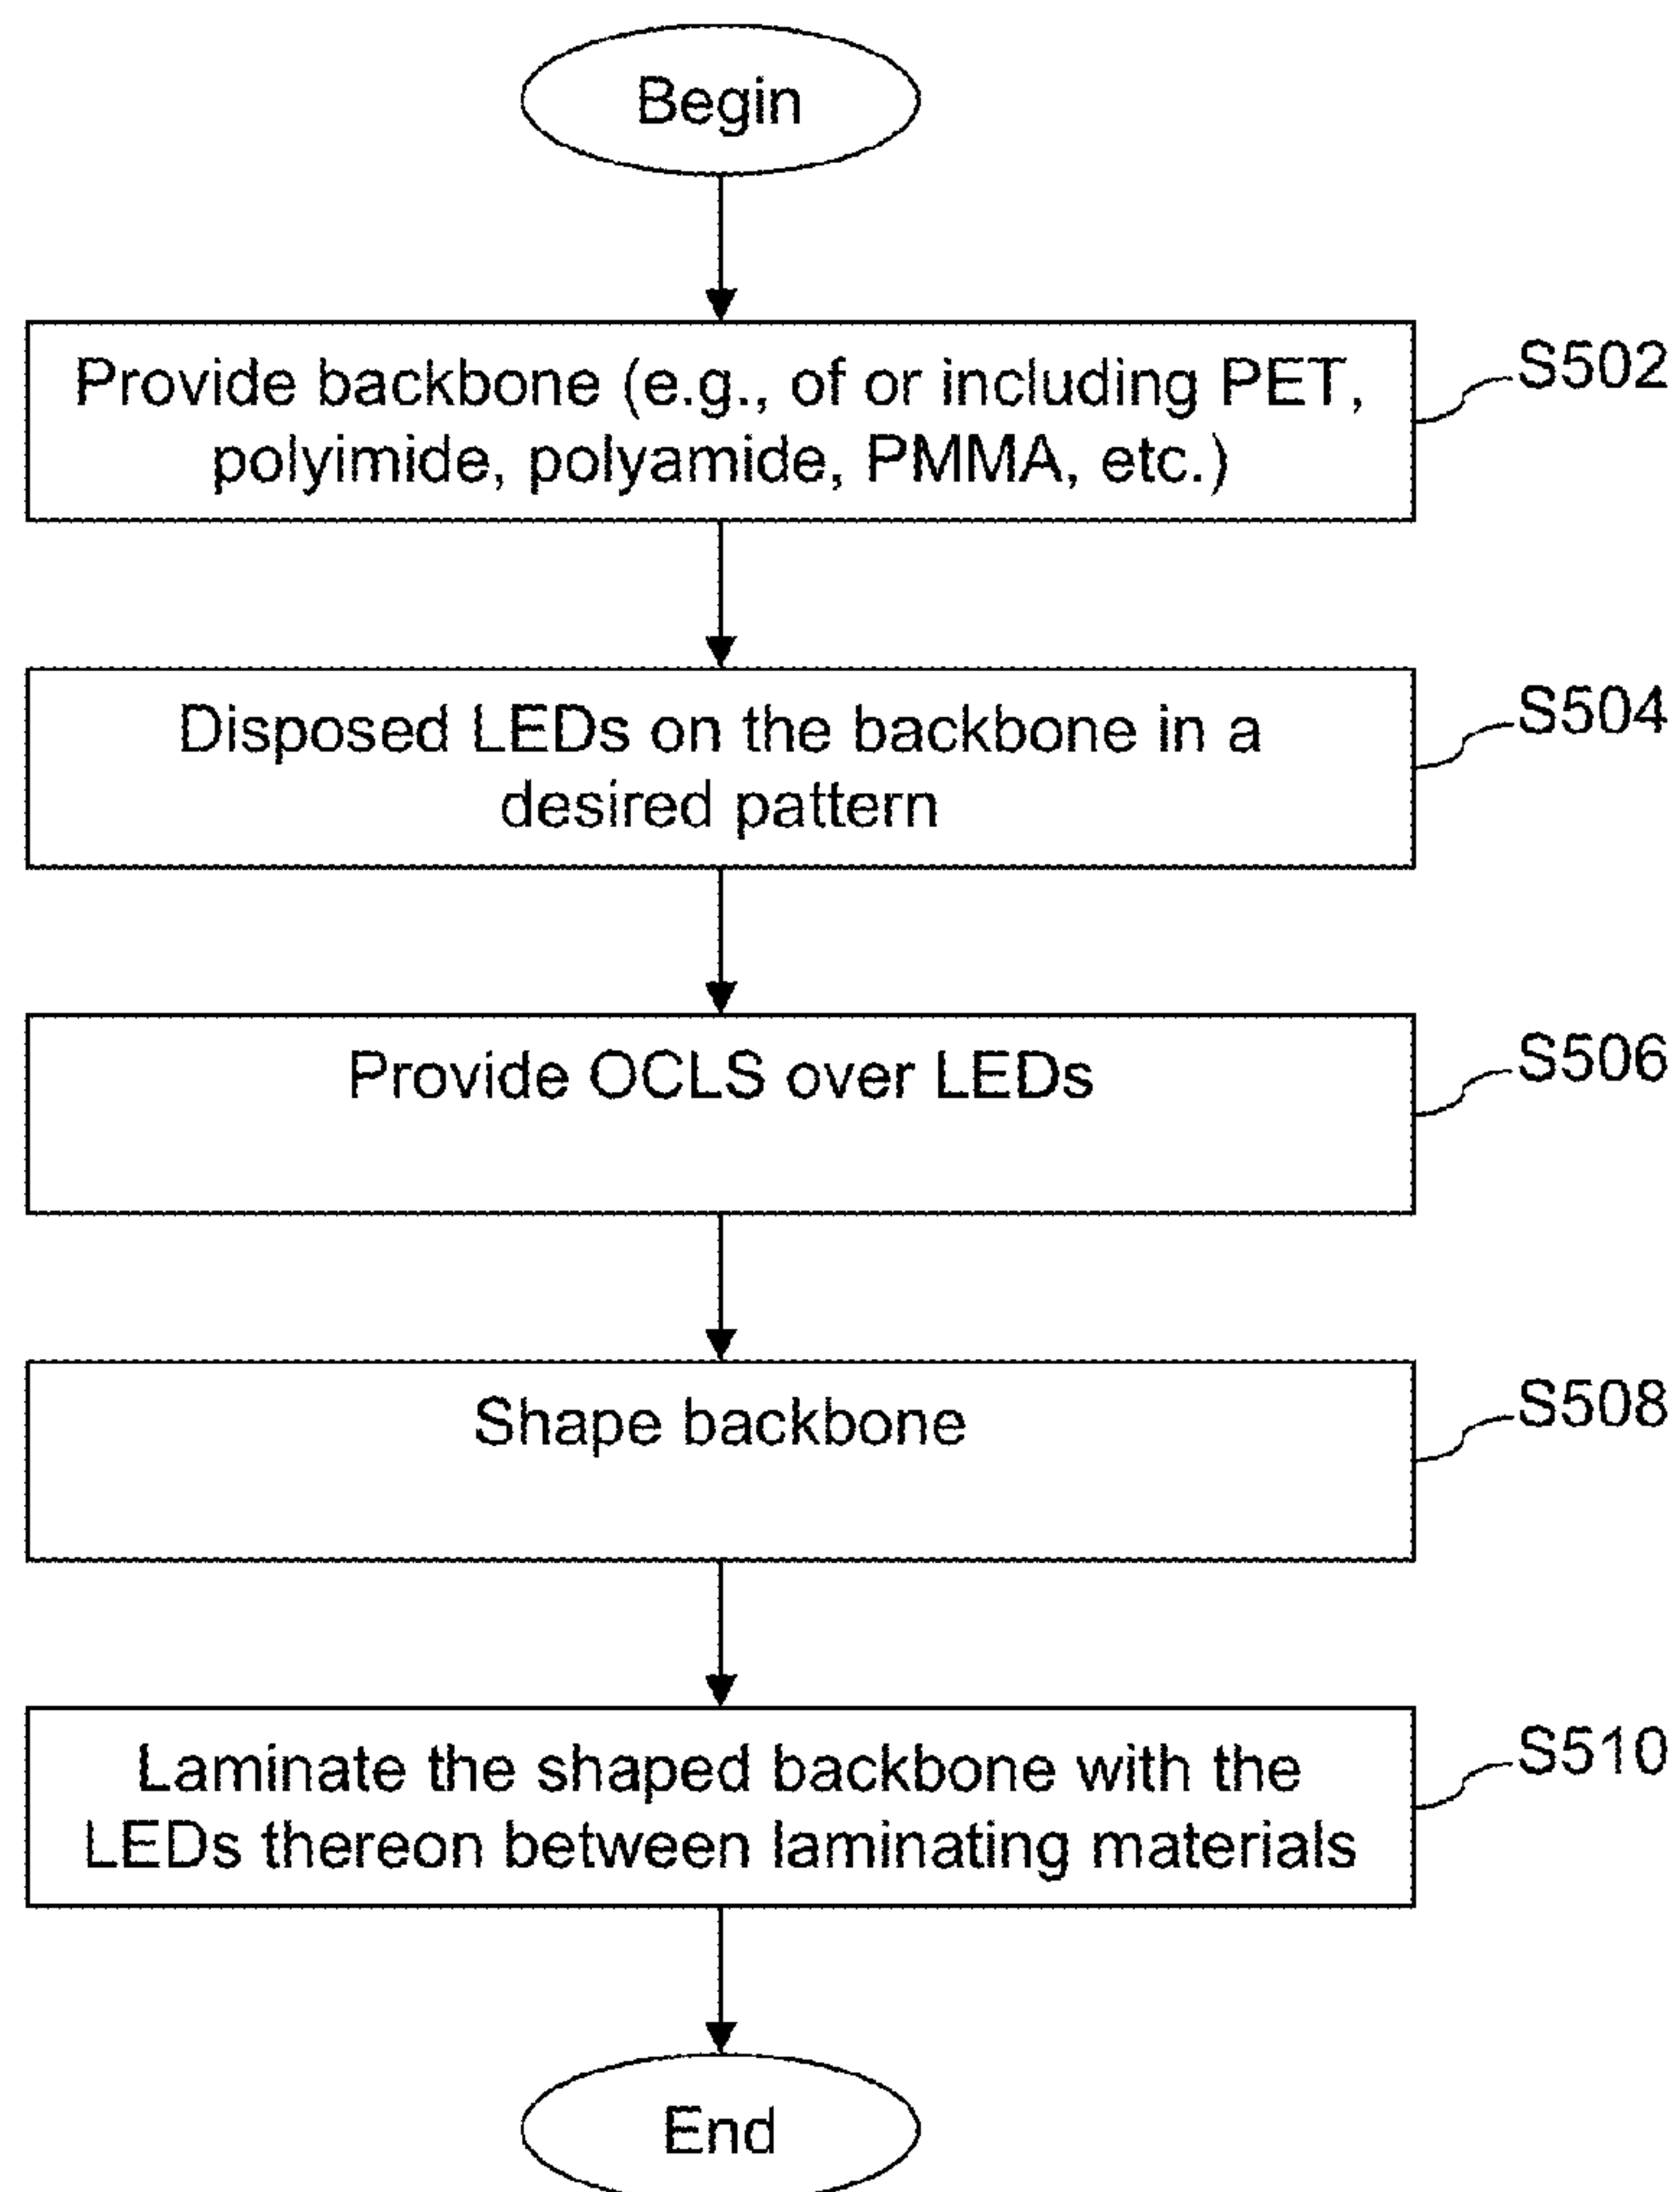 Begin
Provide backbone (e.g., of or including PET,
polyimide, polyamide, PMMA, etc.)
S502
Disposed LEDs on the backbone in a
desired pattern
S504
Provide OCLS over LEDs
S506
Shape backbone
S508
Laminate the shaped backbone with the
LEDs thereon between laminating materials
S510
End